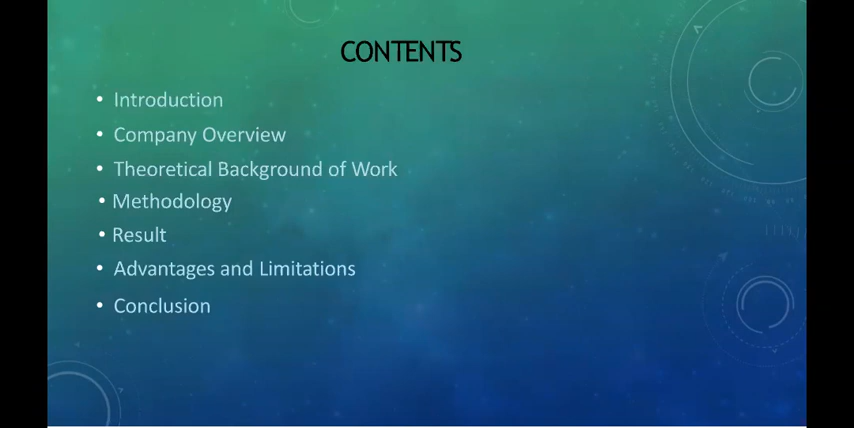 CONTENTS
• Introduction
• Company Overview
• Theoretical Background of Work
• Methodology
• Result
• Advantages and Limitations
• Conclusion